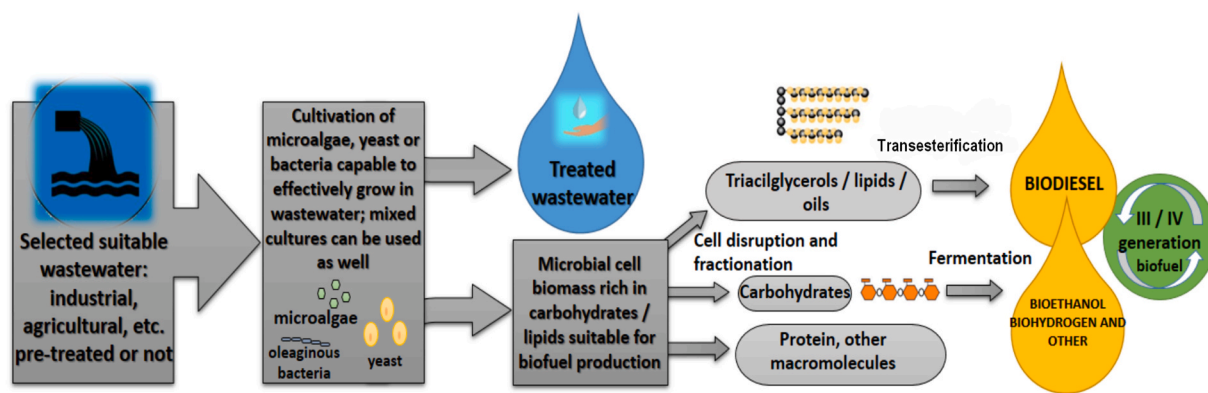 Selected suitable
wastewater:
industrial,
agricultural, etc.
pre-treated or not
Cultivation of
microalgae, yeast or
bacteria capable to
effectively grow in
wastewater; mixed
cultures can be used
as well
microalgae
oleaginous
bacteria
yeast
Treated
wastewater
Microbial cell
biomass rich in
carbohydrates /
lipids suitable for
biofuel production
Cell disruption and
fractionation
Triacilglycerols / lipids /
oils
Carbohydrates
Protein, other
macromolecules
Transesterification
Fermentation
BIODIESEL
BIOETHANOL
BIOHYDROGEN AND
OTHER
III / IV
generation
biofuel